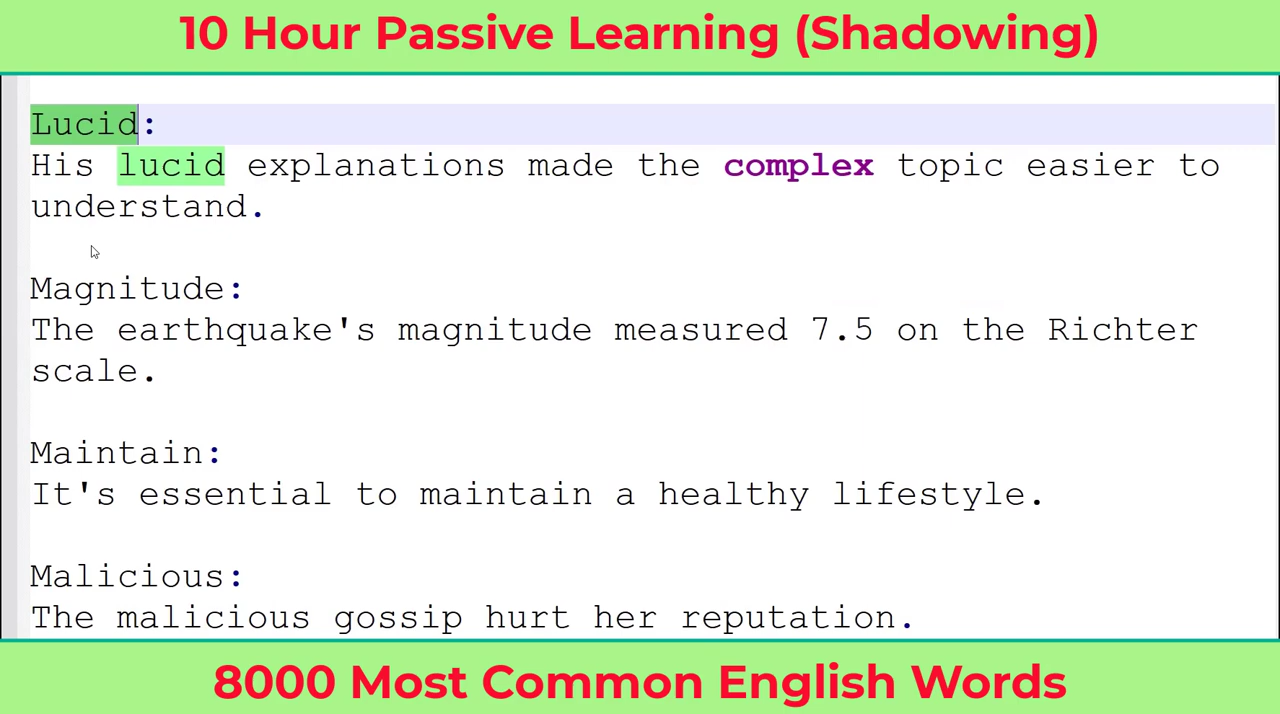 10 Hour Passive Learning (Shadowing)
Lucid:
His lucid explanations made the complex topic easier to
understand.
Magnitude:
The earthquake's magnitude measured 7.5 on the Richter
scale.
Maintain:
It's essential to maintain a healthy lifestyle.
Malicious:
The malicious gossip hurt her reputation.
8000 Most Common English Words